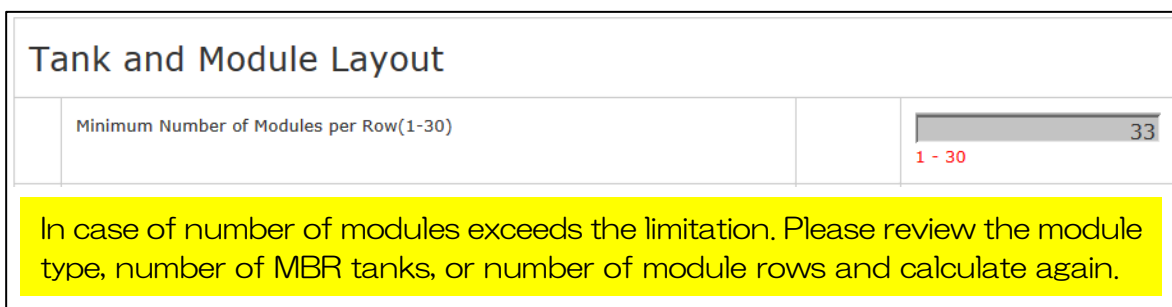 Tank and Module Layout
Minimum Number of Modules per Row(1-30)
33
1 - 30
In case of number of modules exceeds the limitation. Please review the module
type, number of MBR tanks, or number of module rows and calculate again.